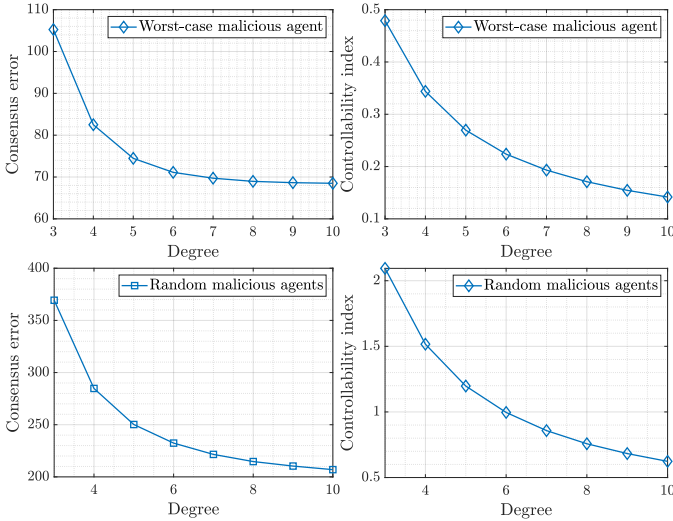 110
100
90
80
70
60
3 4 5 6 7 8 9 10
Degree
Consensus error
Worst-case malicious agent
0.5
0.4
0.3
0.2
0.1
3 4 5 6 7 8 9 10
Degree
Controllability index
Worst-case malicious agent
400
350
300
250
200
4 6 8 10
Degree
Consensus error
Random malicious agents
2
1.5
1
0.5
4 6 8 10
Degree
Controllability index
Random malicious agents